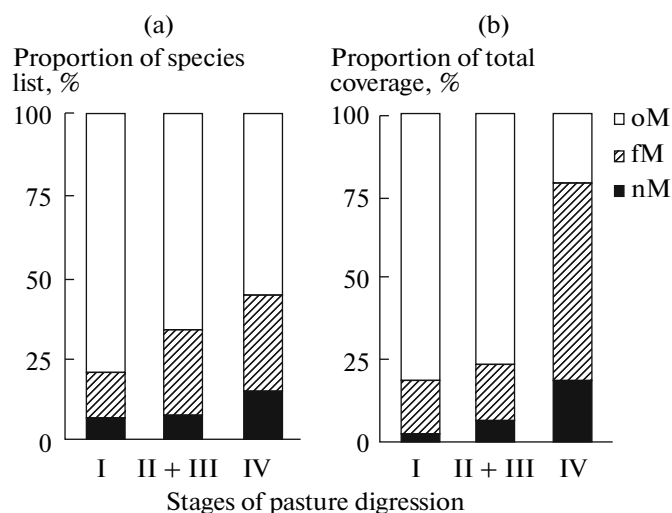 (a)
Proportion of species
list, %
100
75
50
25
0
I II + III IV
(b)
Proportion of total
coverage, %
100
75
50
25
0
I II + III IV
oM
fM
nM
Stages of pasture digression